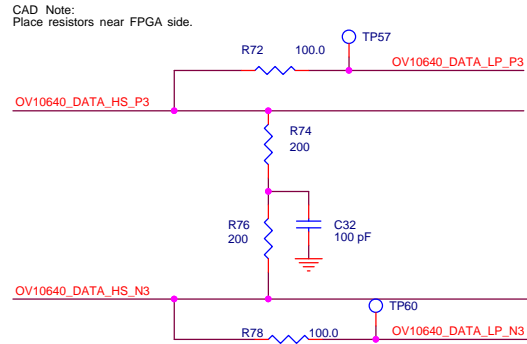 CAD Note:
Place resistors near FPGA side.
TP57
R72 100.0
OV10640_DATA_LP_P3
OV10640_DATA_HS_P3
R74
200
R76
200
C32
100 pF
OV10640_DATA_HS_N3
TP60
R78 100.0
OV10640_DATA_LP_N3